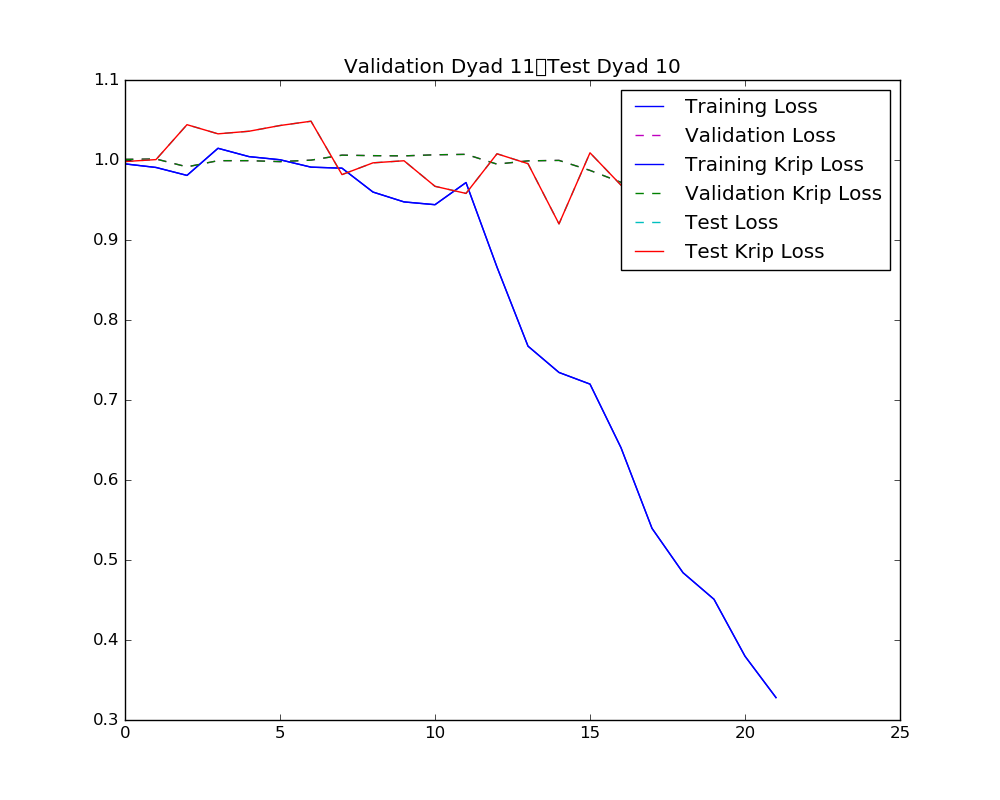 Validation Dyad 11▯Test Dyad 10
1.1
1.0
0.9
0.8
0.7
0.6
0.5
0.4
0.3
0
5
10
15
20
25
Training Loss
Validation Loss
Training Krip Loss
Validation Krip Loss
Test Loss
Test Krip Loss